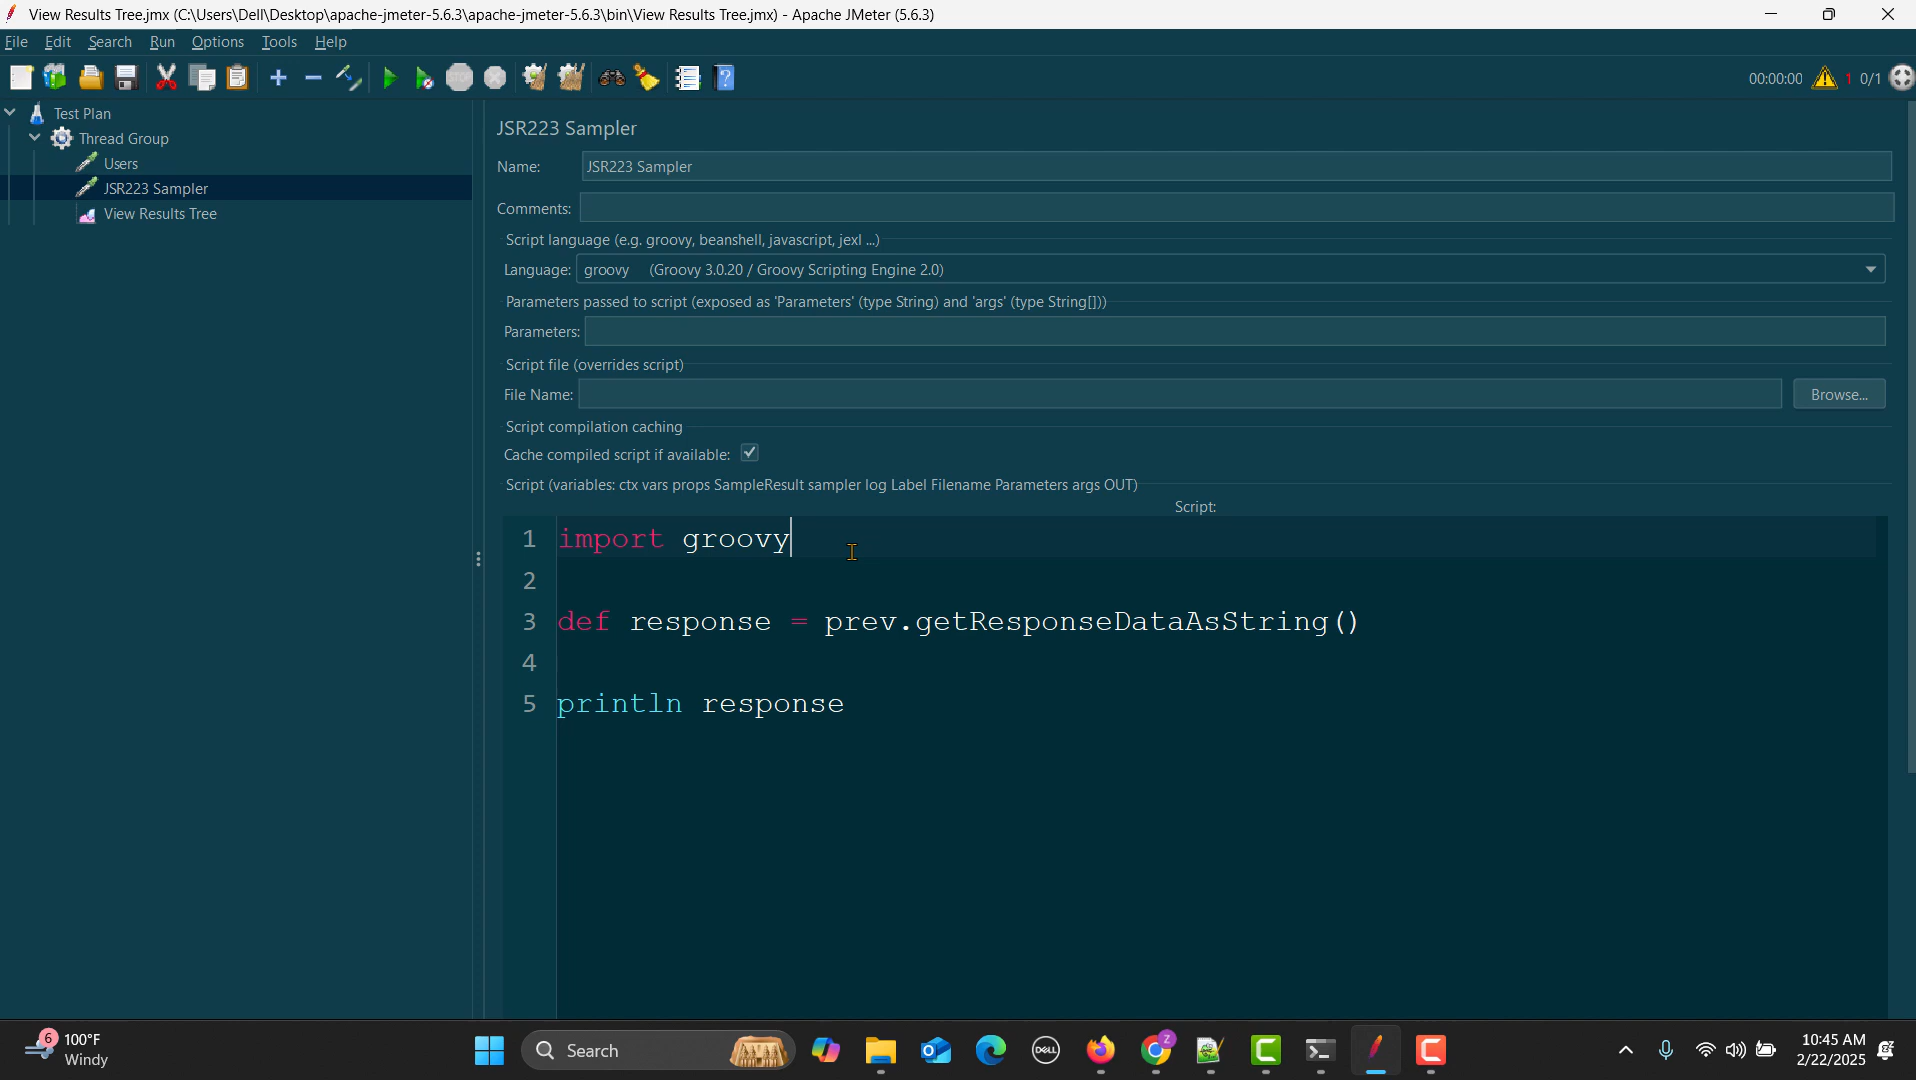 View Results Tree.jmx (C:\Users\Dell\Desktop\apache-jmeter-5.6.3\apache-jmeter-5.6.3\bin\View Results Tree.jmx) - Apache JMeter (5.6.3)
File Edit Search Run Options Tools Help
STOP
00:00:00 1 0/1
Test Plan
Thread Group
Users
JSR223 Sampler
View Results Tree
JSR223 Sampler
Name: JSR223 Sampler
Comments:
Script language (e.g. groovy, beanshell, javascript, jexl ...)
Language: groovy (Groovy 3.0.20 / Groovy Scripting Engine 2.0)
Parameters passed to script (exposed as 'Parameters' (type String) and 'args' (type String[]))
Parameters:
Script file (overrides script)
File Name: Browse...
Script compilation caching
Cache compiled script if available:
Script (variables: ctx vars props SampleResult sampler log Label Filename Parameters args OUT)
Script:
1 import groovy
2
3 def response = prev.getResponseDataAsString()
4
5 println response
6
100°F
Windy
Search
DELL
Z
10:45 AM
2/22/2025